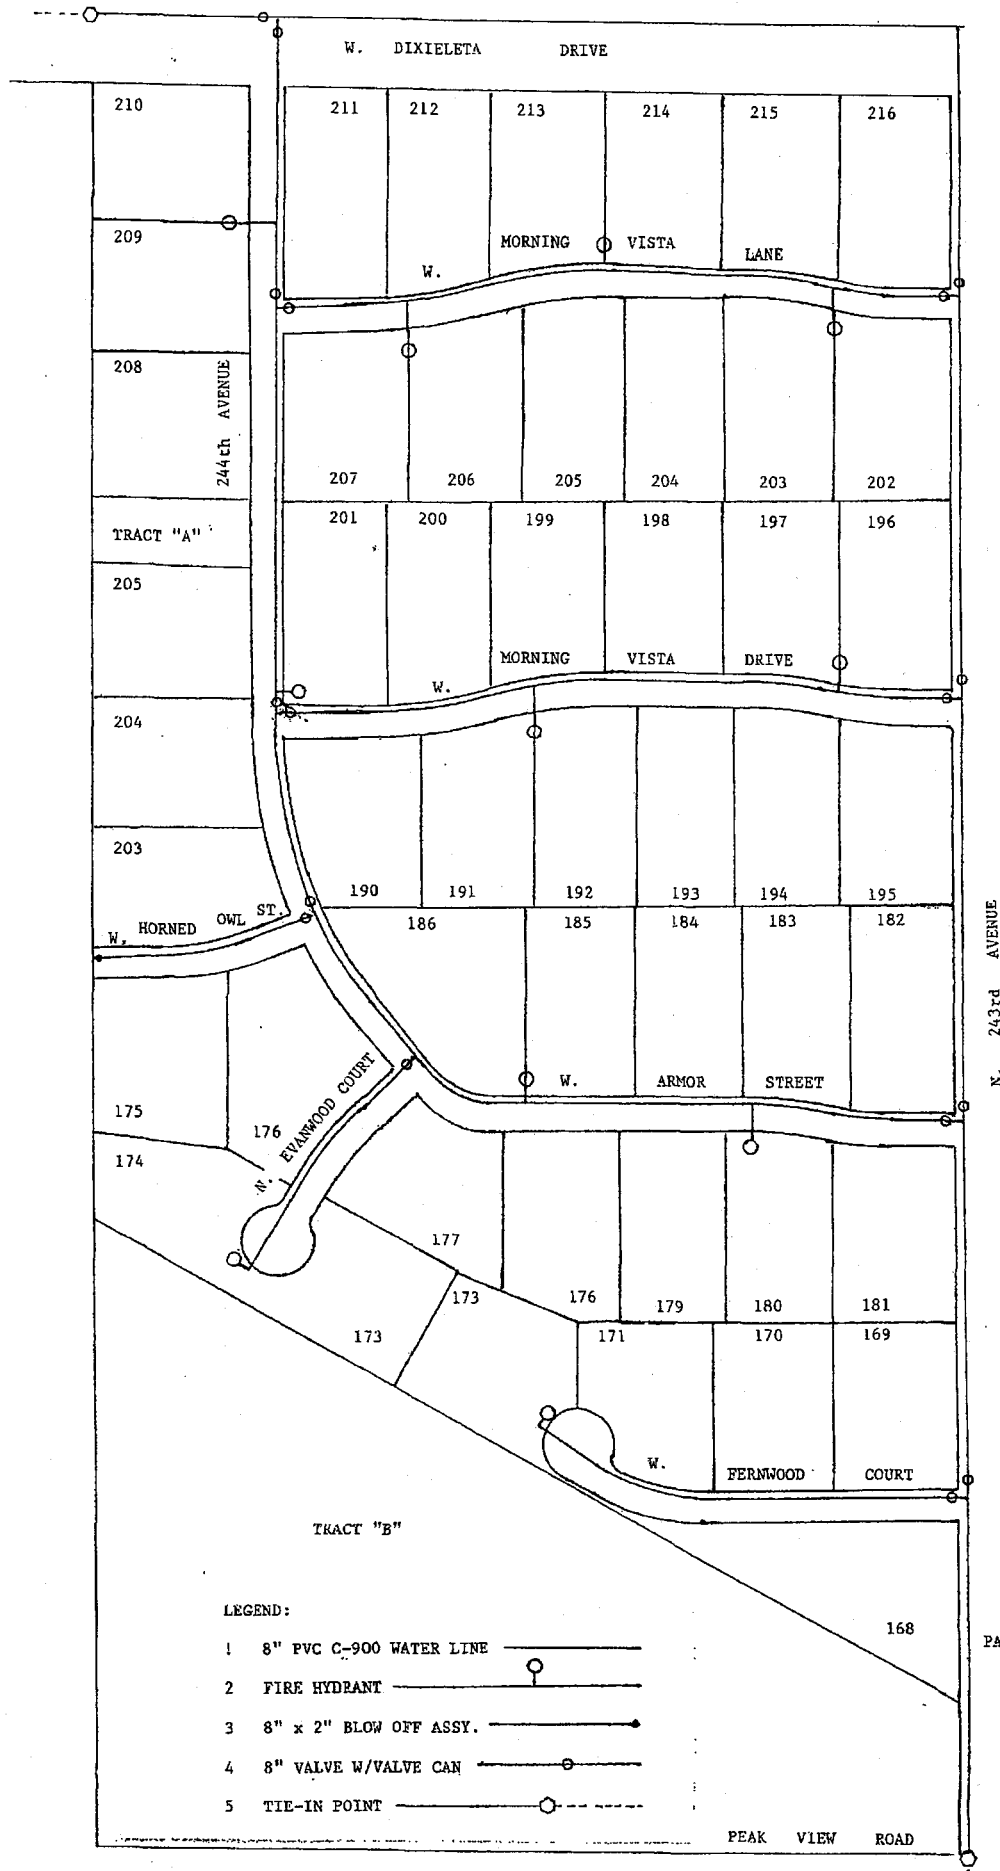 W. DIXIELETA DRIVE
210
211 212 213 214 215 216
209
W. MORNING VISTA LANE
208
244th AVENUE
207 206 205 204 203 202
TRACT "A"
201 200 199 198 197 196
205
W. MORNING VISTA DRIVE
204
203
190 191 192 193 194 195
W. HORNED OWL ST.
186 185 184 183 182
N. 243rd AVENUE
W. ARMOR STREET
175
176
N. EVANWOOD COURT
174
177
173 176 179 180 181
173
171 170 169
W. FERNWOOD COURT
TRACT "B"
168
PA
LEGEND:
1 8" PVC C-900 WATER LINE
2 FIRE HYDRANT
3 8" x 2" BLOW OFF ASSY.
4 8" VALVE W/VALVE CAN
5 TIE-IN POINT
PEAK VIEW ROAD